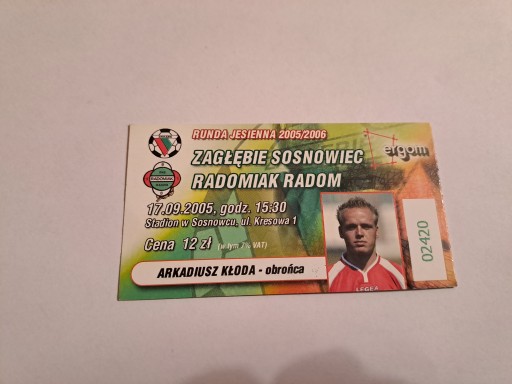 RUNDA JESIENNA 2005/2006
ZAGŁĘBIE SOSNOWIEC
RADOMIAK RADOM
ergom
17.09.2005, godz. 15:30
Stadion w Sosnowcu, ul. Kresowa 1
Cena 12 zł (w tym 7% VAT)
ARKADIUSZ KŁODA - obrońca
LEGEA
02420